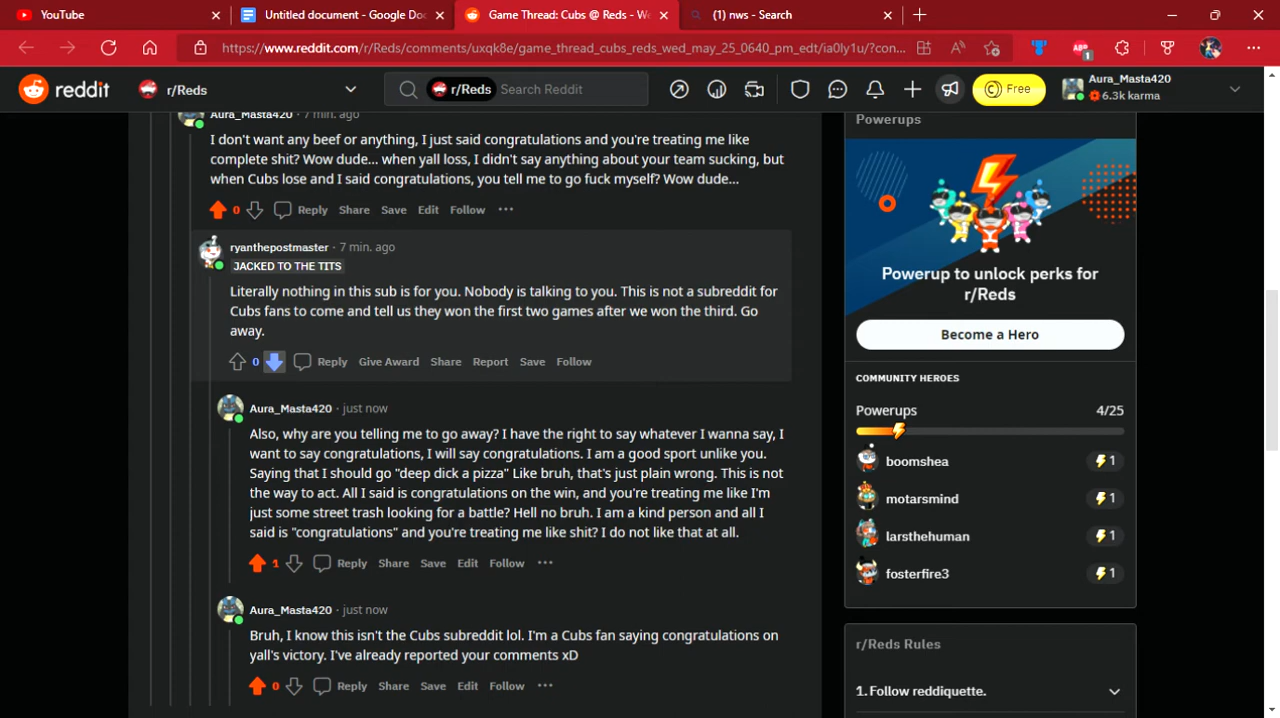 YouTube
Untitled document - Google Doc
Game Thread: Cubs @ Reds - We
(1) nws - Search
https://www.reddit.com/r/Reds/comments/uxqk8e/game_thread_cubs_reds_wed_may_25_0640_pm_edt/ia0ly1u/?con...
ABP
1
reddit
r/Reds
r/Reds
Search Reddit
Free
Aura_Masta420
6.3k karma
Aura_Masta420 · 7 min. ago
I don't want any beef or anything, I just said congratulations and you're treating me like
complete shit? Wow dude... when yall loss, I didn't say anything about your team sucking, but
when Cubs lose and I said congratulations, you tell me to go fuck myself? Wow dude...
0 Reply Share Save Edit Follow ...
ryanthepostmaster · 7 min. ago
JACKED TO THE TITS
Literally nothing in this sub is for you. Nobody is talking to you. This is not a subreddit for
Cubs fans to come and tell us they won the first two games after we won the third. Go
away.
0 Reply Give Award Share Report Save Follow
Aura_Masta420 · just now
Also, why are you telling me to go away? I have the right to say whatever I wanna say, I
want to say congratulations, I will say congratulations. I am a good sport unlike you.
Saying that I should go "deep dick a pizza" Like bruh, that's just plain wrong. This is not
the way to act. All I said is congratulations on the win, and you're treating me like I'm
just some street trash looking for a battle? Hell no bruh. I am a kind person and all I
said is "congratulations" and you're treating me like shit? I do not like that at all.
1 Reply Share Save Edit Follow ...
Aura_Masta420 · just now
Bruh, I know this isn't the Cubs subreddit lol. I'm a Cubs fan saying congratulations on
yall's victory. I've already reported your comments xD
0 Reply Share Save Edit Follow ...
Powerups
Powerup to unlock perks for
r/Reds
Become a Hero
COMMUNITY HEROES
Powerups 4/25
boomshea 1
motarsmind 1
larsthehuman 1
fosterfire3 1
r/Reds Rules
1. Follow reddiquette.